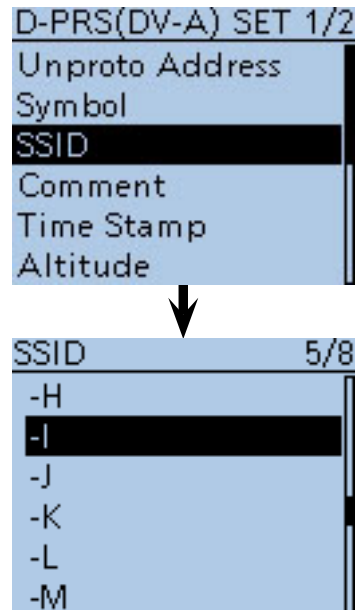 D-PRS(DV-A) SET 1/2
Unproto Address
Symbol
SSID
Comment
Time Stamp
Altitude
SSID 5/8
-H
-I
-J
-K
-L
-M